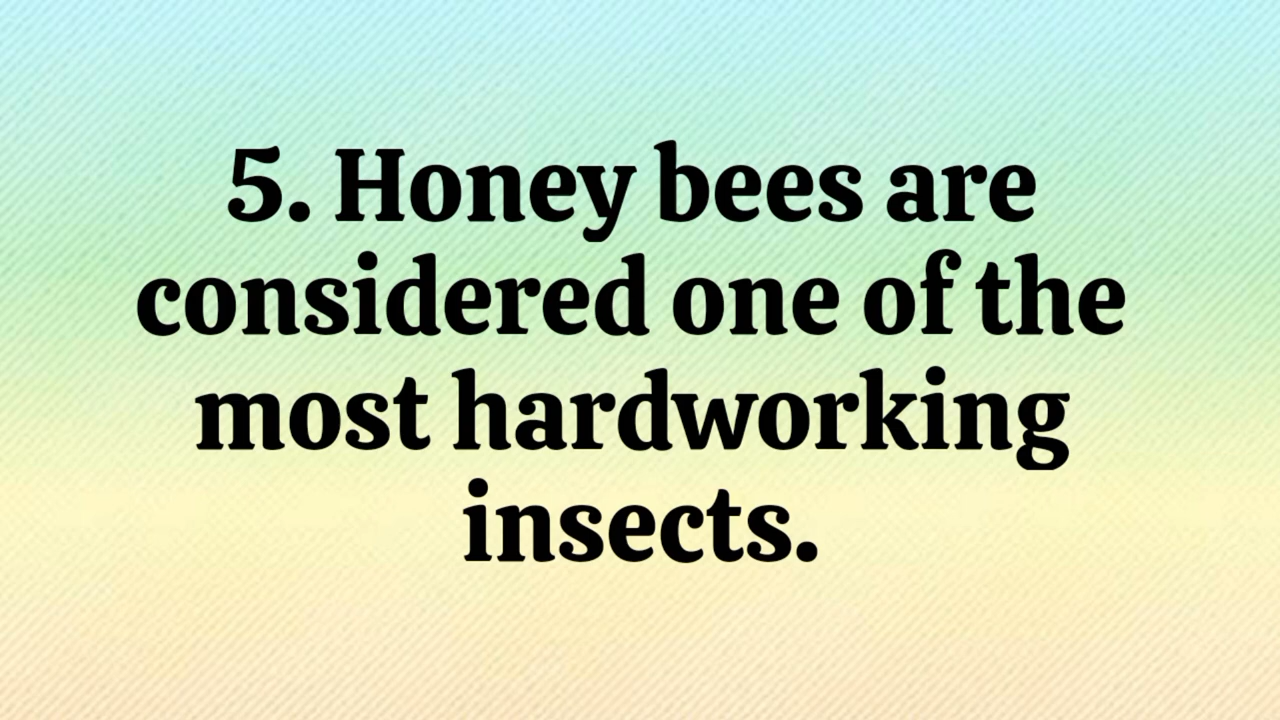 5. Honey bees are
considered one of the
most hardworking
insects.